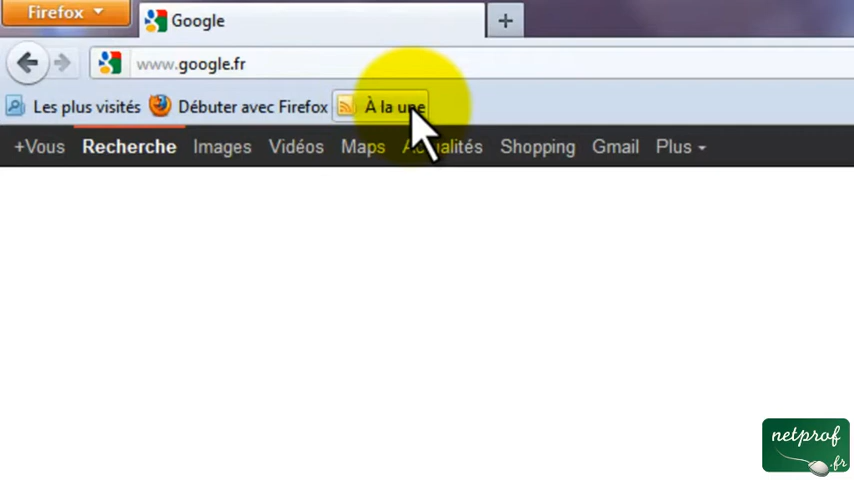 Firefox
Google
www.google.fr
Les plus visités Débuter avec Firefox À la une
+Vous Recherche Images Vidéos Maps Actualités Shopping Gmail Plus
netprof
.fr